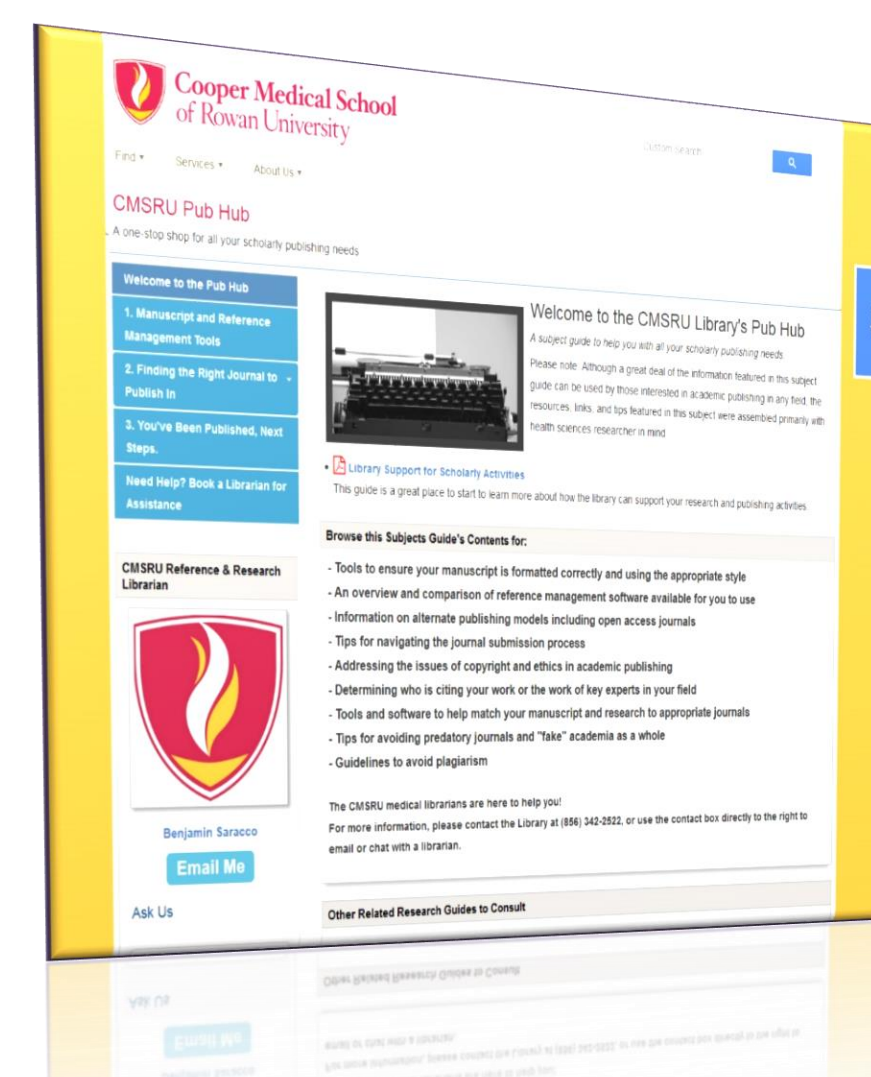 Cooper Medical School
of Rowan University
Custom search
Find
Services
About Us
CMSRU Pub Hub
A one-stop shop for all your scholarly publishing needs
Welcome to the Pub Hub
1. Manuscript and Reference
Management Tools
2. Finding the Right Journal to
Publish In
3. You've Been Published, Next
Steps.
Need Help? Book a Librarian for
Assistance
CMSRU Reference & Research
Librarian
Benjamin Saracco
Email Me
Ask Us
Welcome to the CMSRU Library's Pub Hub
A subject guide to help you with all your scholarly publishing needs.
Please note: Although a great deal of the information featured in this subject
guide can be used by those interested in academic publishing in any field, the
resources, links, and tips featured in this subject were assembled primarily with
health sciences researcher in mind
• Library Support for Scholarly Activities
This guide is a great place to start to learn more about how the library can support your research and publishing activities.
Browse this Subjects Guide's Contents for:
- Tools to ensure your manuscript is formatted correctly and using the appropriate style
- An overview and comparison of reference management software available for you to use
- Information on alternate publishing models including open access journals
- Tips for navigating the journal submission process
- Addressing the issues of copyright and ethics in academic publishing
- Determining who is citing your work or the work of key experts in your field
- Tools and software to help match your manuscript and research to appropriate journals
- Tips for avoiding predatory journals and "fake" academia as a whole
- Guidelines to avoid plagiarism
The CMSRU medical librarians are here to help you!
For more information, please contact the Library at (856) 342-2522, or use the contact box directly to the right to
email or chat with a librarian.
Other Related Research Guides to Consult